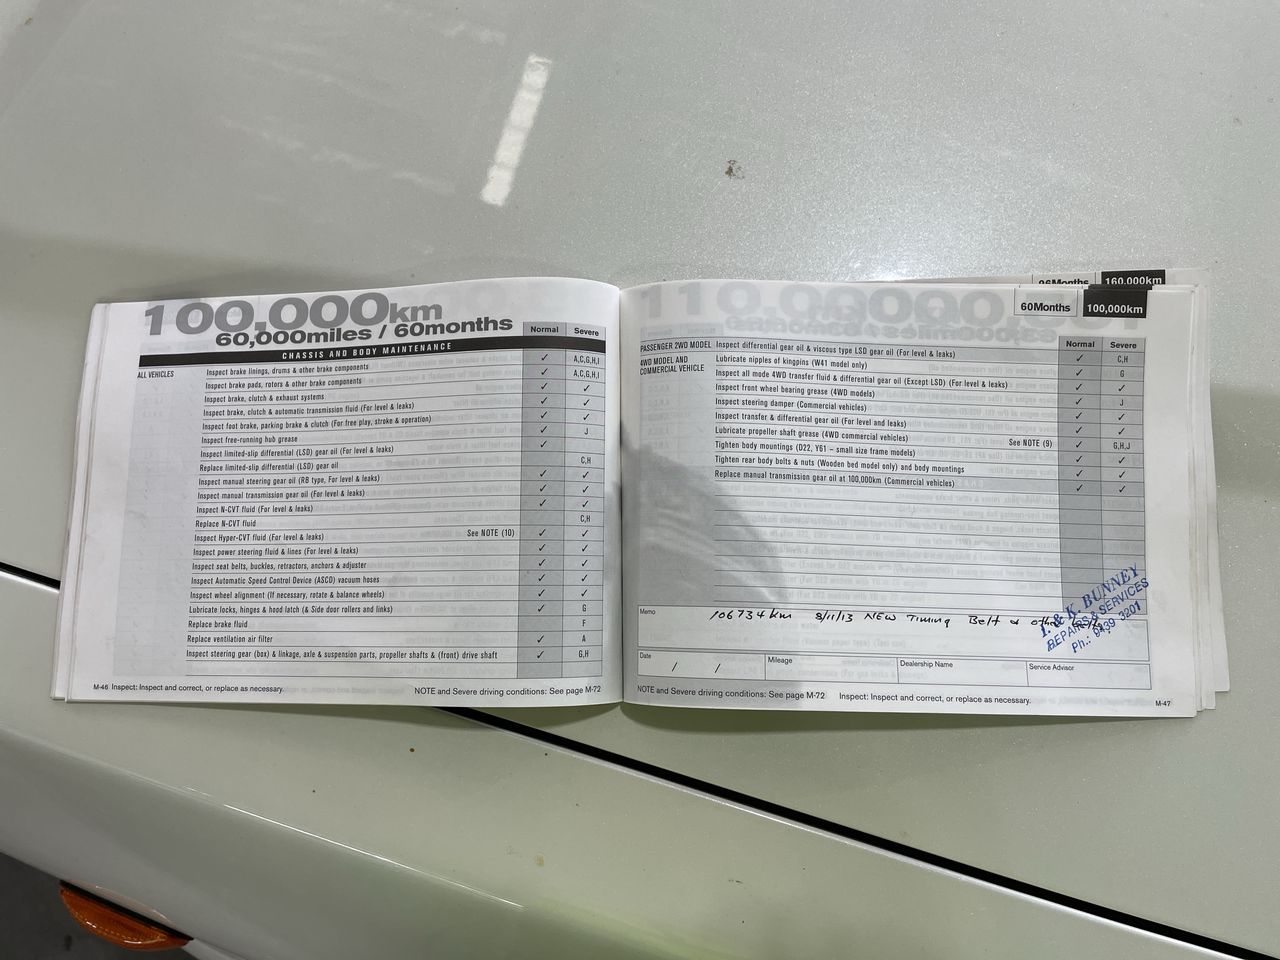 100,000km
60,000miles / 60months
Normal
Severe
CHASSIS AND BODY MAINTENANCE
ALL VEHICLES
Inspect brake linings, drums & other brake components ✓ A,C,G,H,I
Inspect brake pads, rotors & other brake components ✓ A,C,G,H,I
Inspect brake, clutch & exhaust systems ✓ ✓
Inspect brake, clutch & automatic transmission fluid (For level & leaks) ✓ ✓
Inspect foot brake, parking brake & clutch (For free play, stroke & operation) ✓ ✓
Inspect free-running hub grease ✓ J
Inspect limited-slip differential (LSD) gear oil (For level & leaks) ✓
Replace limited-slip differential (LSD) gear oil C,H
Inspect manual steering gear oil (RB type, For level & leaks) ✓ ✓
Inspect manual transmission gear oil (For level & leaks) ✓ ✓
Inspect N-CVT fluid (For level & leaks) ✓ ✓
Replace N-CVT fluid C,H
Inspect Hyper-CVT fluid (For level & leaks) See NOTE (10) ✓ ✓
Inspect power steering fluid & lines (For level & leaks) ✓ ✓
Inspect seat belts, buckles, retractors, anchors & adjuster ✓ ✓
Inspect Automatic Speed Control Device (ASCD) vacuum hoses ✓ ✓
Inspect wheel alignment (If necessary, rotate & balance wheels) ✓ ✓
Lubricate locks, hinges & hood latch (& Side door rollers and links) ✓ G
Replace brake fluid F
Replace ventilation air filter ✓ A
Inspect steering gear (box) & linkage, axle & suspension parts, propeller shafts & (front) drive shaft ✓ G,H
M-46 Inspect: Inspect and correct, or replace as necessary.
NOTE and Severe driving conditions: See page M-72
96Months
160,000km
60Months
100,000km
Normal
Severe
PASSENGER 2WD MODEL Inspect differential gear oil & viscous type LSD gear oil (For level & leaks) ✓ C,H
4WD MODEL AND
COMMERCIAL VEHICLE
Lubricate nipples of kingpins (W41 model only) ✓ G
Inspect all mode 4WD transfer fluid & differential gear oil (Except LSD) (For level & leaks) ✓ ✓
Inspect front wheel bearing grease (4WD models) ✓ J
Inspect steering damper (Commercial vehicles) ✓ ✓
Inspect transfer & differential gear oil (For level and leaks) ✓ ✓
Lubricate propeller shaft grease (4WD commercial vehicles) See NOTE (9) ✓ G,H,J
Tighten body mountings (D22, Y61 – small size frame models) ✓ ✓
Tighten rear body bolts & nuts (Wooden bed model only) and body mountings ✓ ✓
Replace manual transmission gear oil at 100,000km (Commercial vehicles) ✓ ✓
Memo
106734km 8/11/13 NEW Timing Belt & other belts
I. & K. BUNNEY
REPAIRS & SERVICES
Ph.: 9439 3201
Date / /
Mileage
Dealership Name
Service Advisor
NOTE and Severe driving conditions: See page M-72
Inspect: Inspect and correct, or replace as necessary.
M-47